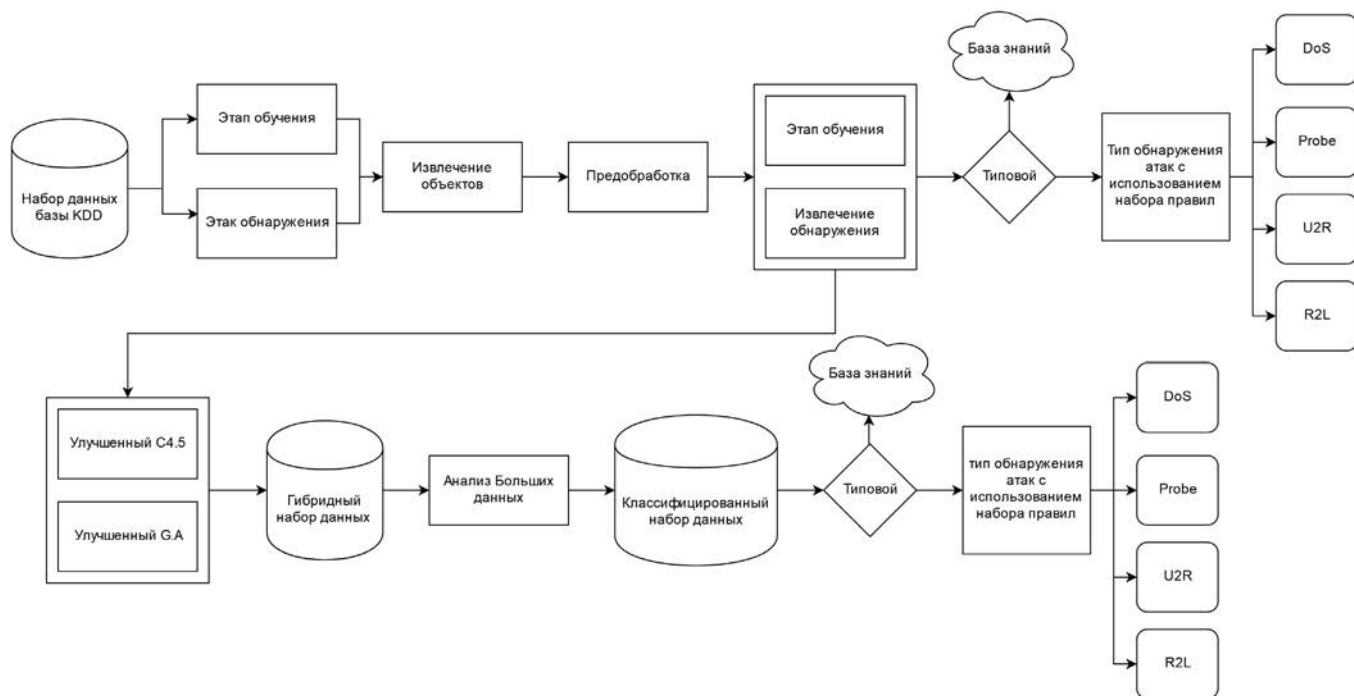 База знаний
DoS
Этап обучения
Этап обучения
Набор данных
базы KDD
Извлечение
объектов
Предобработка
Типовой
Тип обнаружения
атак с
использованием
набора правил
Probe
Этак обнаружения
Извлечение
обнаружения
U2R
R2L
База знаний
DoS
Улучшенный C4.5
Гибридный
набор данных
Анализ Больших
данных
Классифицированный
набор данных
Типовой
тип обнаружения
атак с
использованием
набора правил
Probe
Улучшенный G.A
U2R
R2L